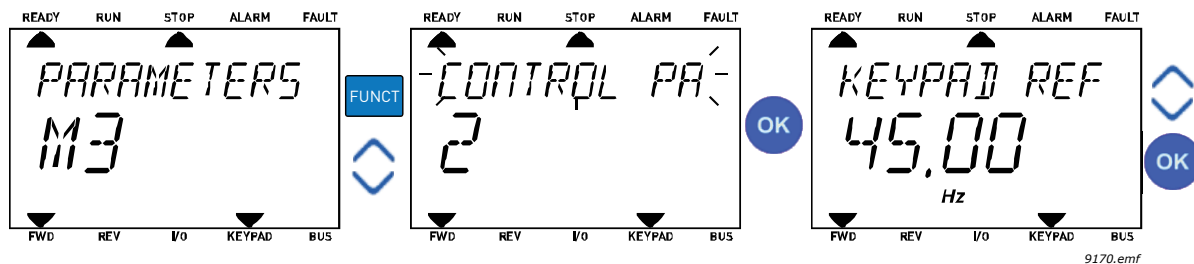 READY RUN STOP ALARM FAULT
PARAMETERS
M3
FWD REV I/O KEYPAD BUS
FUNCT
READY RUN STOP ALARM FAULT
CONTROL PA
2
FWD REV I/O KEYPAD BUS
OK
READY RUN STOP ALARM FAULT
KEYPAD REF
45.00
Hz
FWD REV I/O KEYPAD BUS
OK
9170.emf